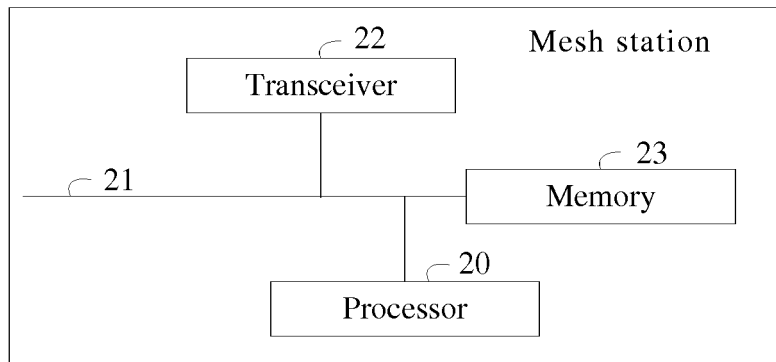 22
Mesh station
Transceiver
21
23
Memory
20
Processor